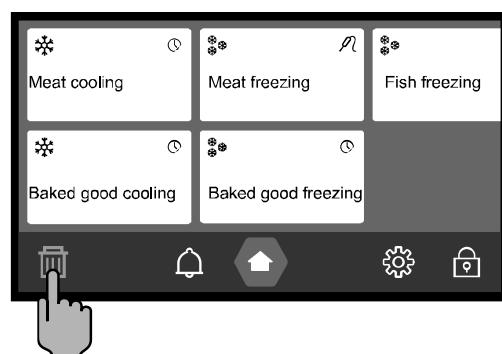 Meat cooling
Meat freezing
Fish freezing
Baked good cooling
Baked good freezing